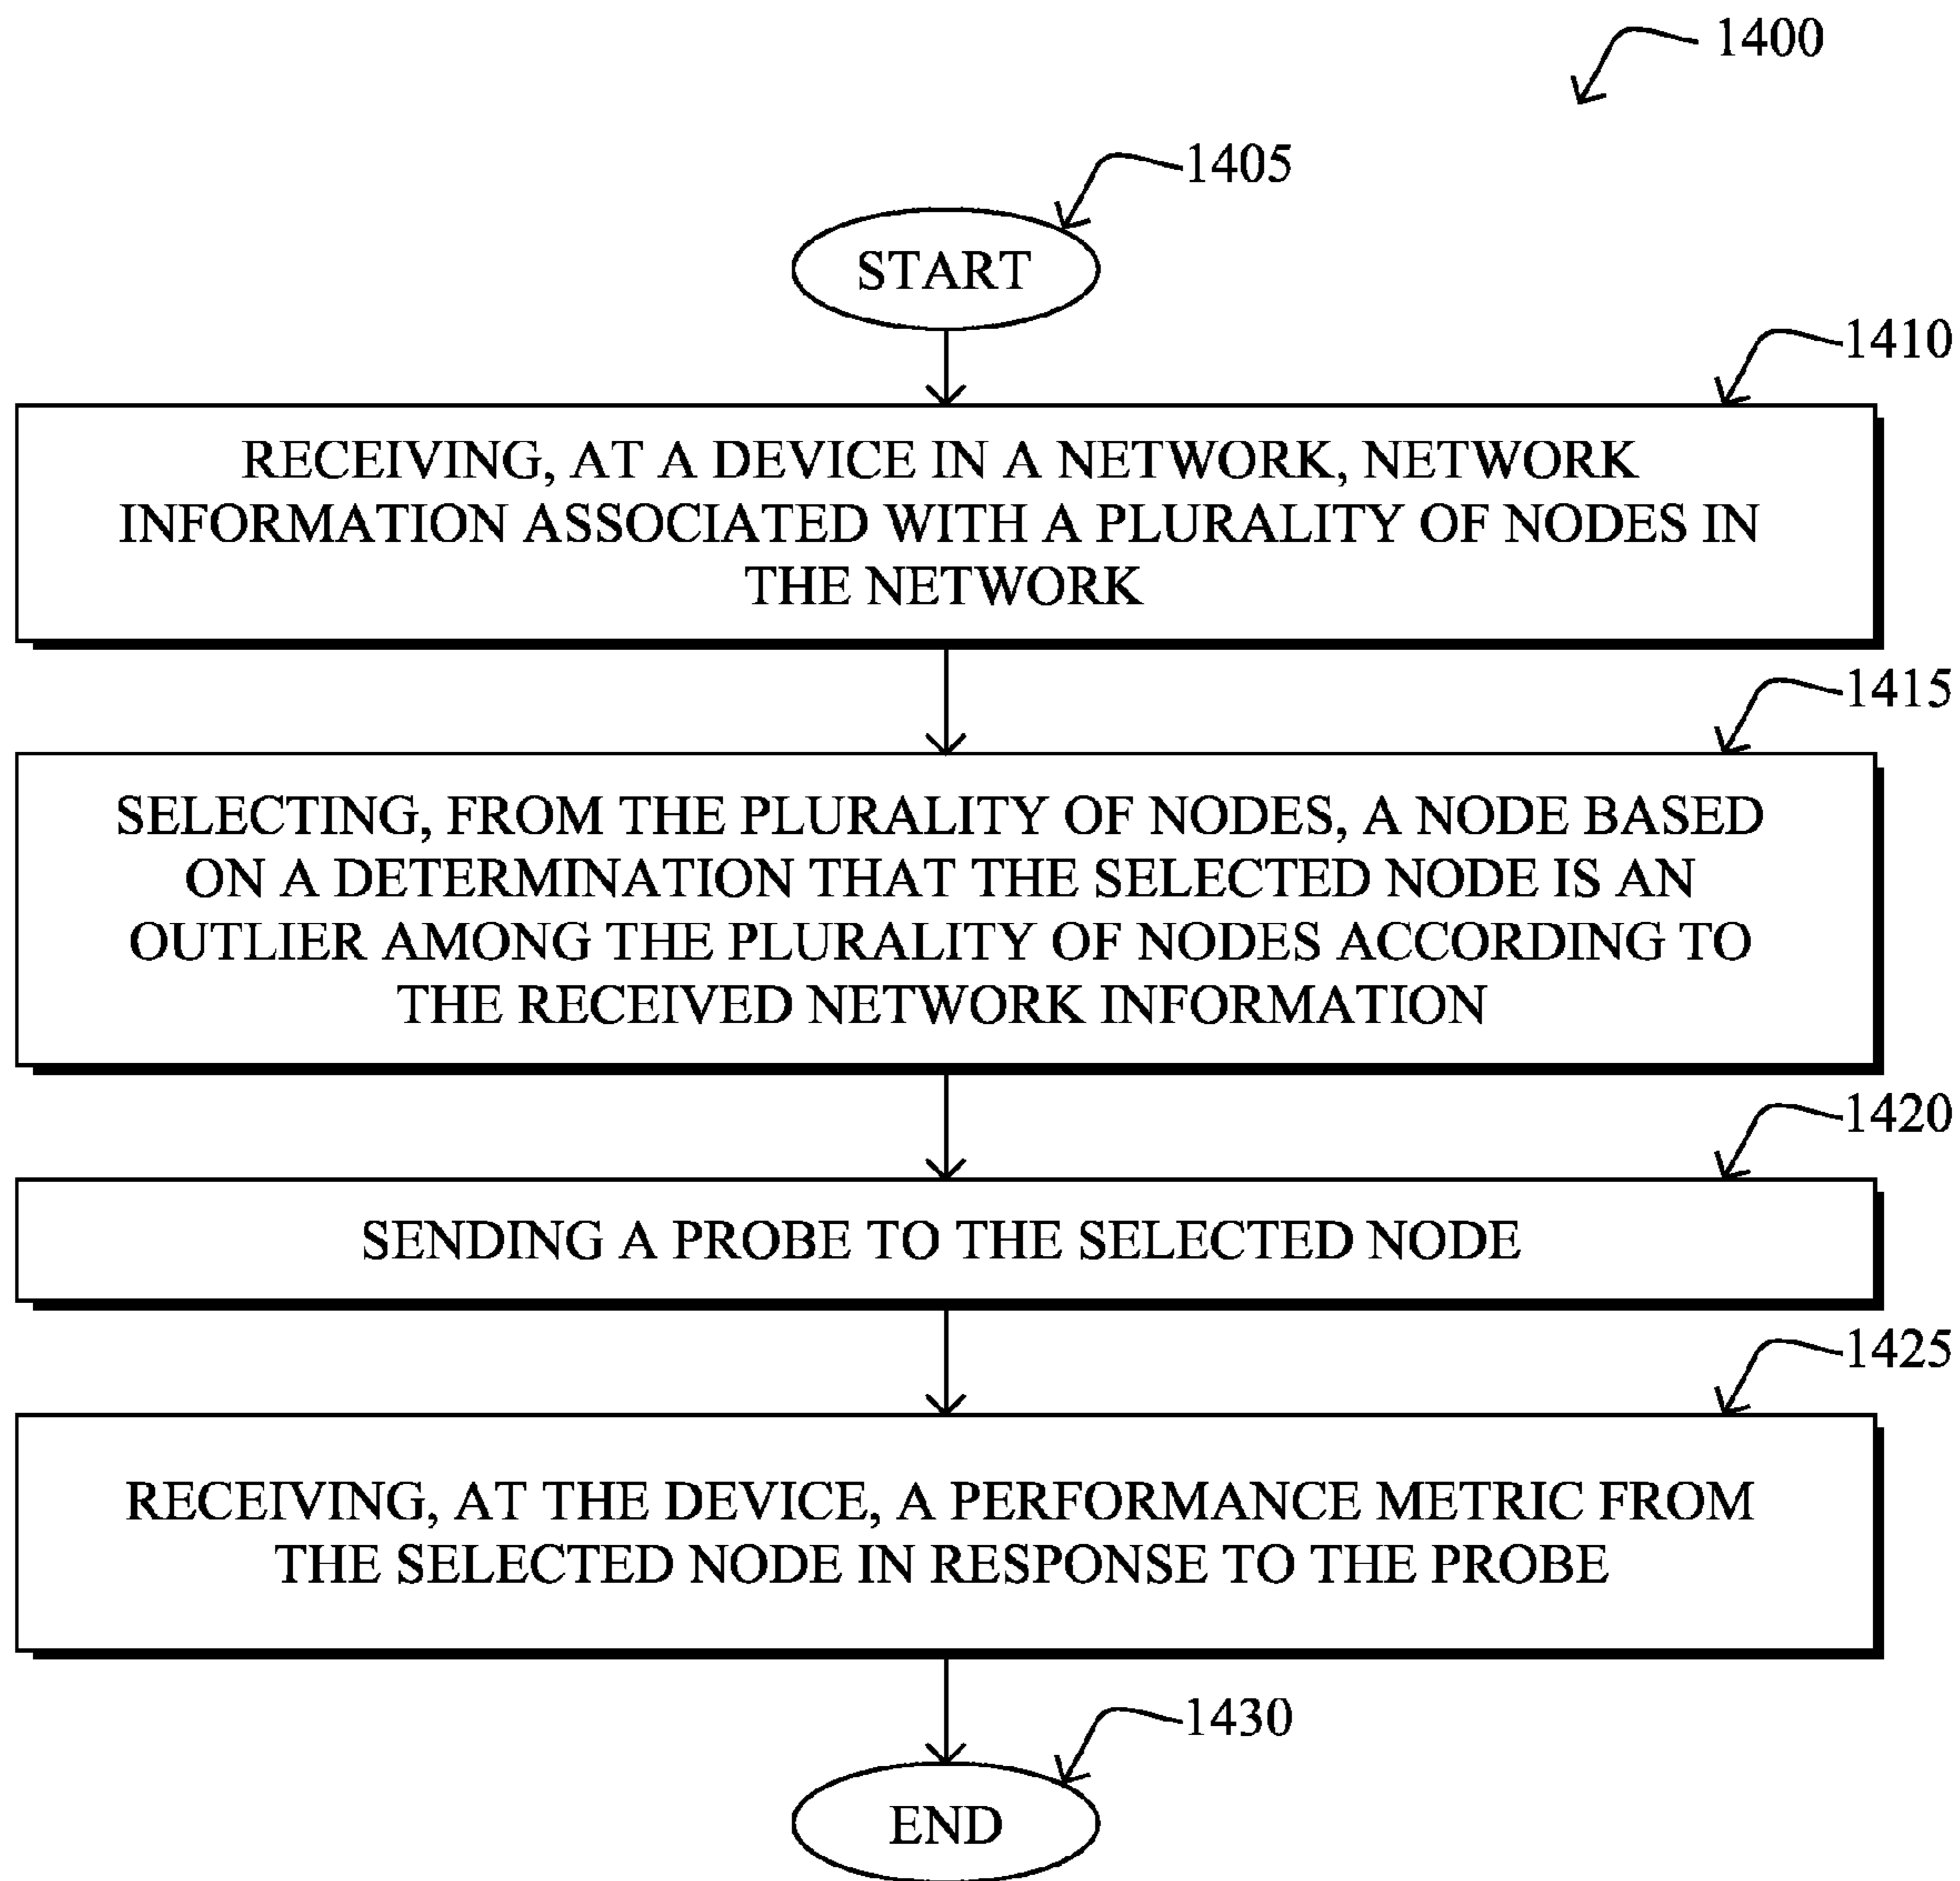 1400
1405
START
1410
RECEIVING, AT A DEVICE IN A NETWORK, NETWORK
INFORMATION ASSOCIATED WITH A PLURALITY OF NODES IN
THE NETWORK
1415
SELECTING, FROM THE PLURALITY OF NODES, A NODE BASED
ON A DETERMINATION THAT THE SELECTED NODE IS AN
OUTLIER AMONG THE PLURALITY OF NODES ACCORDING TO
THE RECEIVED NETWORK INFORMATION
1420
SENDING A PROBE TO THE SELECTED NODE
1425
RECEIVING, AT THE DEVICE, A PERFORMANCE METRIC FROM
THE SELECTED NODE IN RESPONSE TO THE PROBE
1430
END